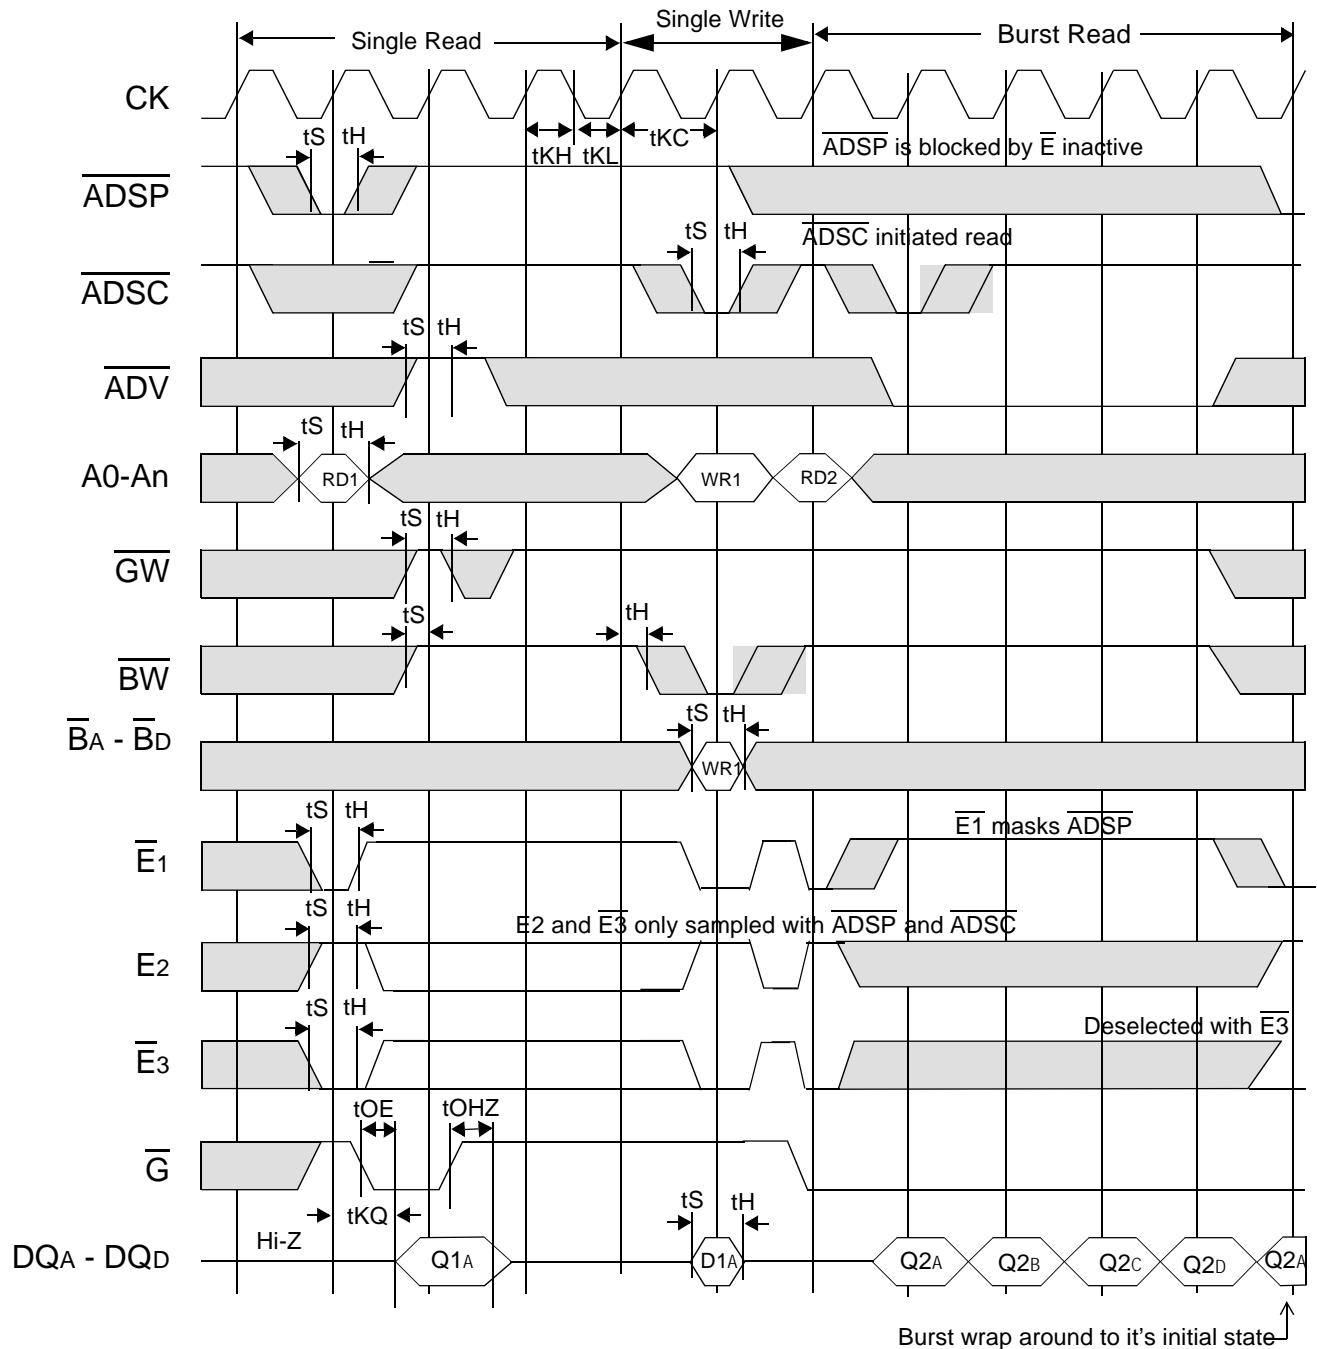 Single Read
Single Write
Burst Read
CK
tS tH
tKH tKL tKC
ADSP is blocked by E inactive
ADSP
tS tH
ADSC initiated read
ADSC
tS tH
ADV
tS tH
A0-An
RD1
WR1
RD2
tS tH
GW
tS
tH
BW
tS tH
BA - BD
WR1
tS tH
E1 masks ADSP
E1
tS tH
E2 and E3 only sampled with ADSP and ADSC
E2
tS tH
Deselected with E3
E3
tOE tOHZ
G
tKQ
tS tH
Hi-Z
DQA - DQD
Q1A
D1A
Q2A
Q2B
Q2C
Q2D
Q2A
Burst wrap around to it's initial state